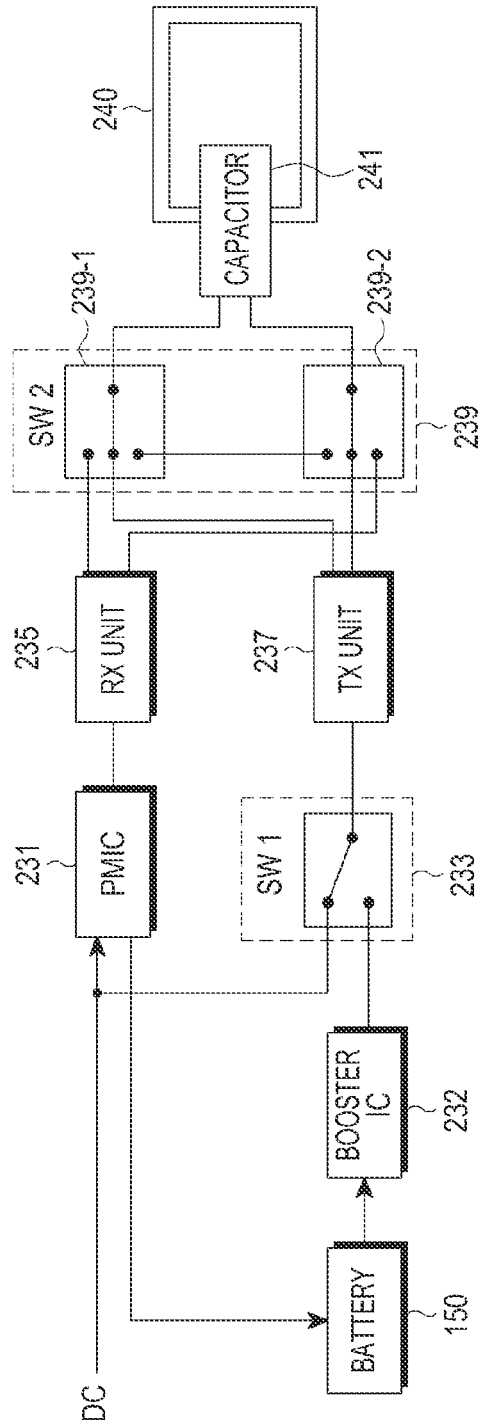 240
CAPACITOR
241
239-1
SW 2
239-2
239
235
RX UNIT
237
TX UNIT
231
PMIC
SW 1
233
BOOSTER
IC
232
BATTERY
150
DC